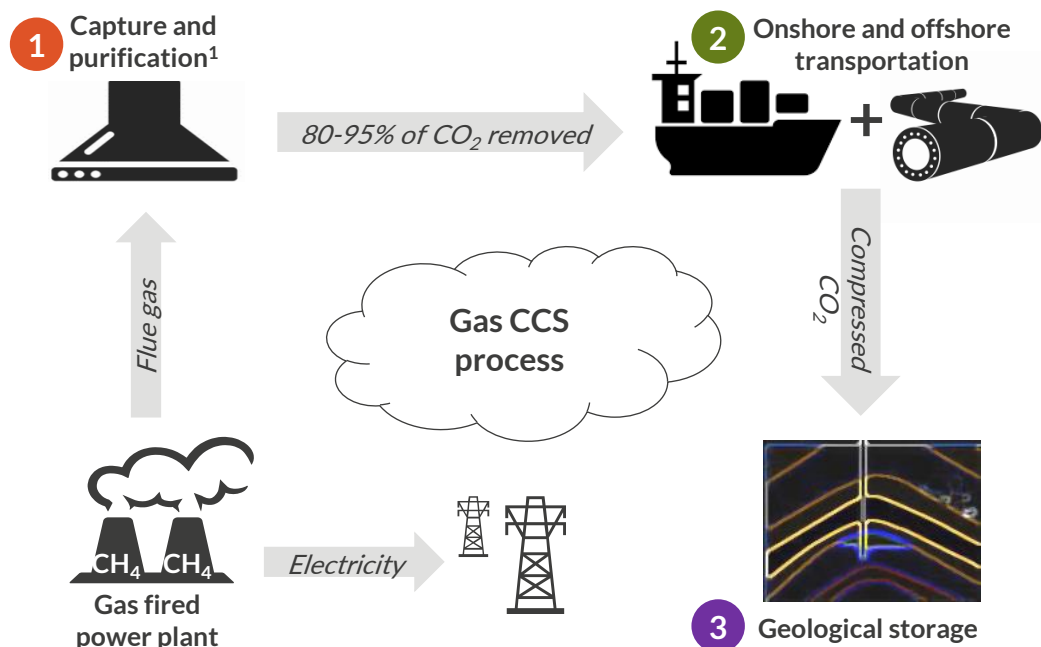 1
Capture and
purification¹
80-95% of CO₂ removed
2
Onshore and offshore
transportation
+
Flue gas
Compressed
CO₂
Gas CCS
process
CH₄ CH₄
Gas fired
power plant
Electricity
3
Geological storage